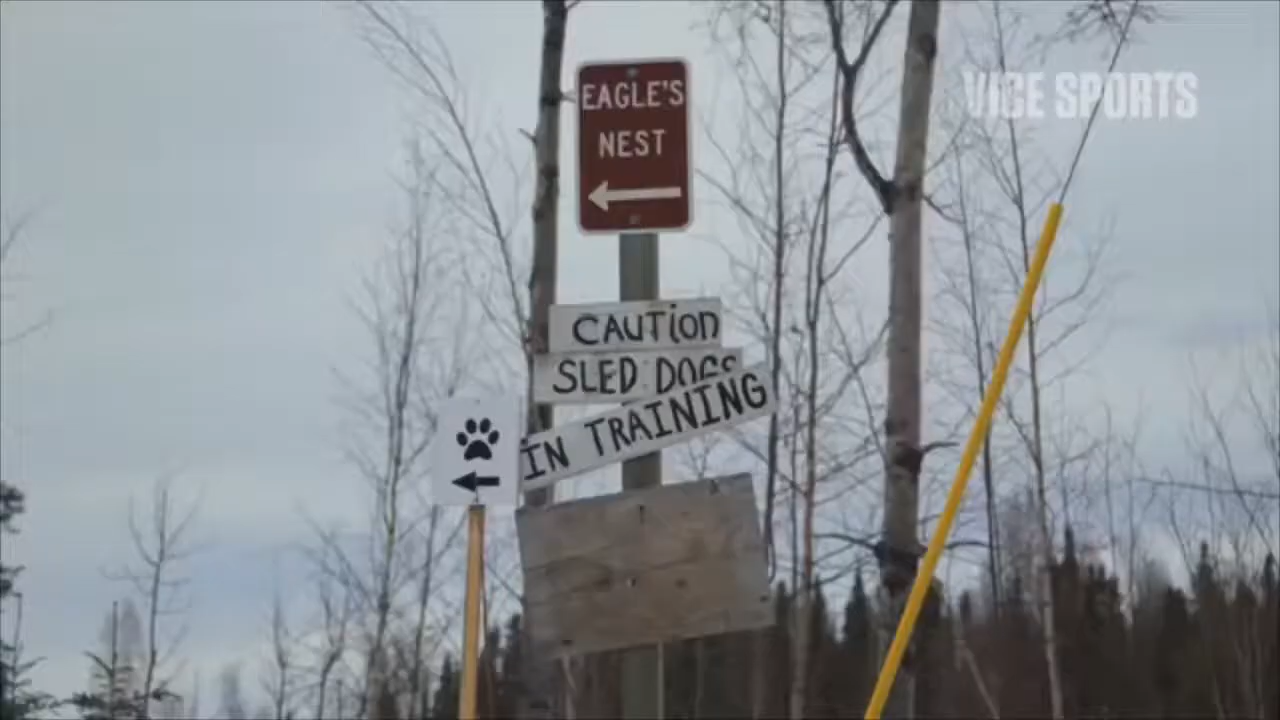 VICE SPORTS
EAGLE'S
NEST
CAUTION
SLED DOGS
IN TRAINING